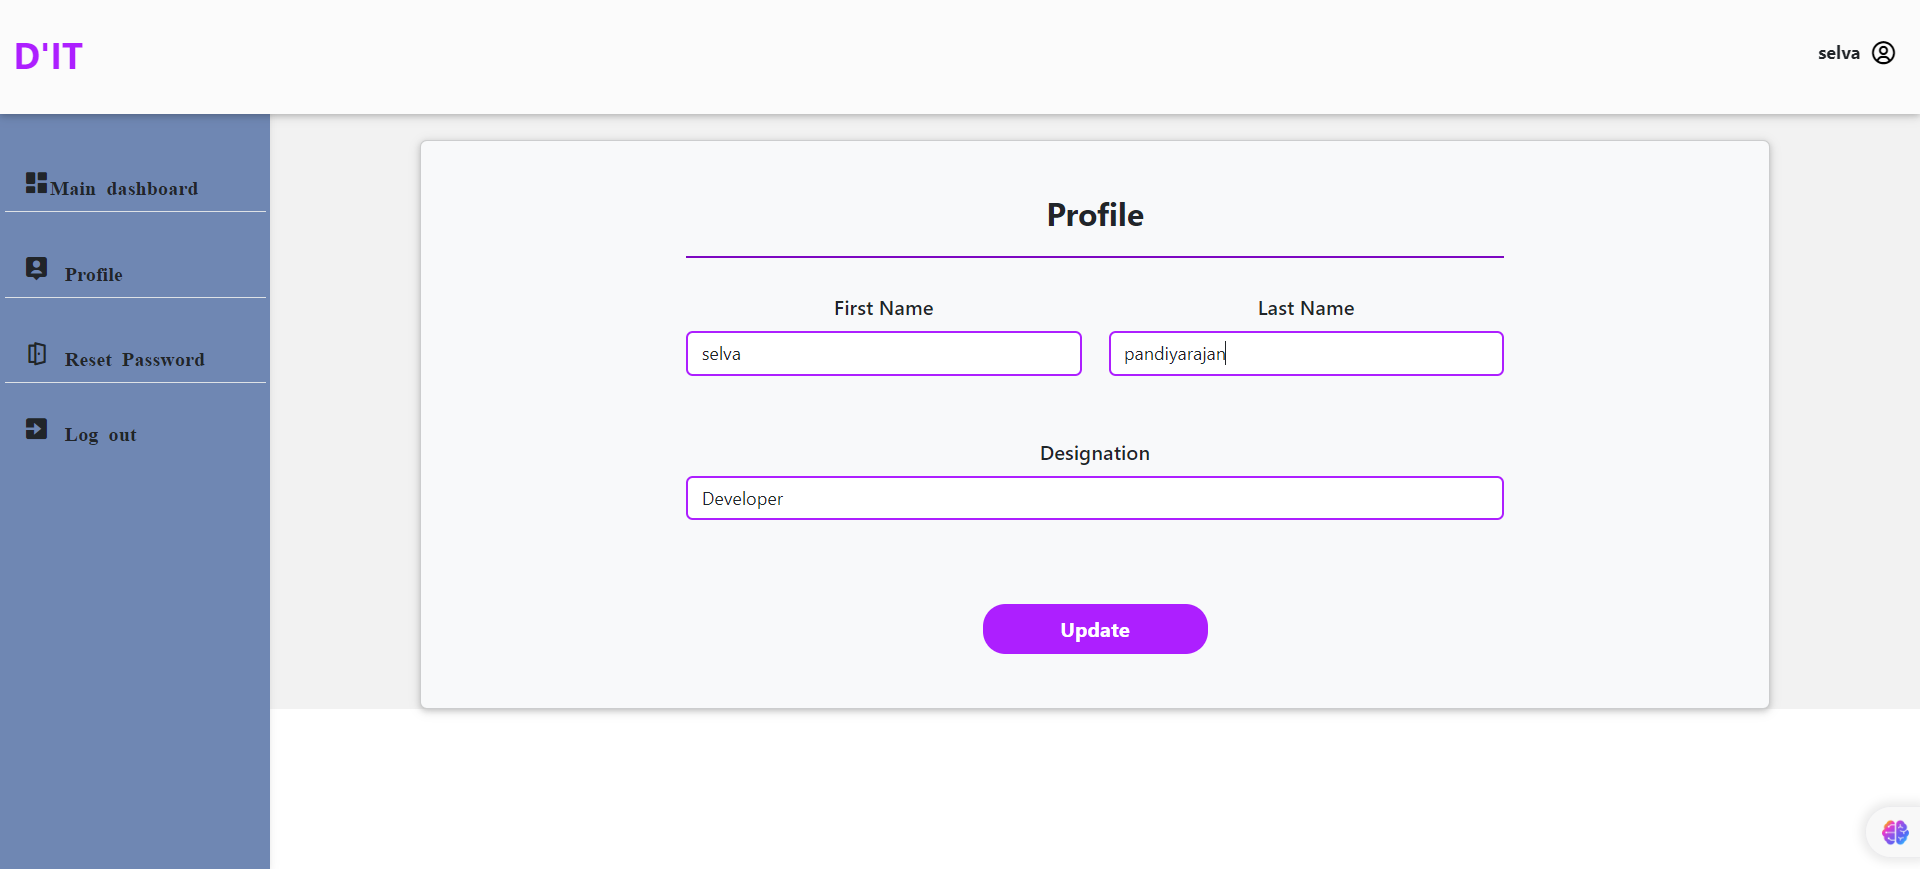 D'IT
selva
Main dashboard
Profile
Reset Password
Log out
Profile
First Name
Last Name
selva
pandiyarajan
Designation
Developer
Update